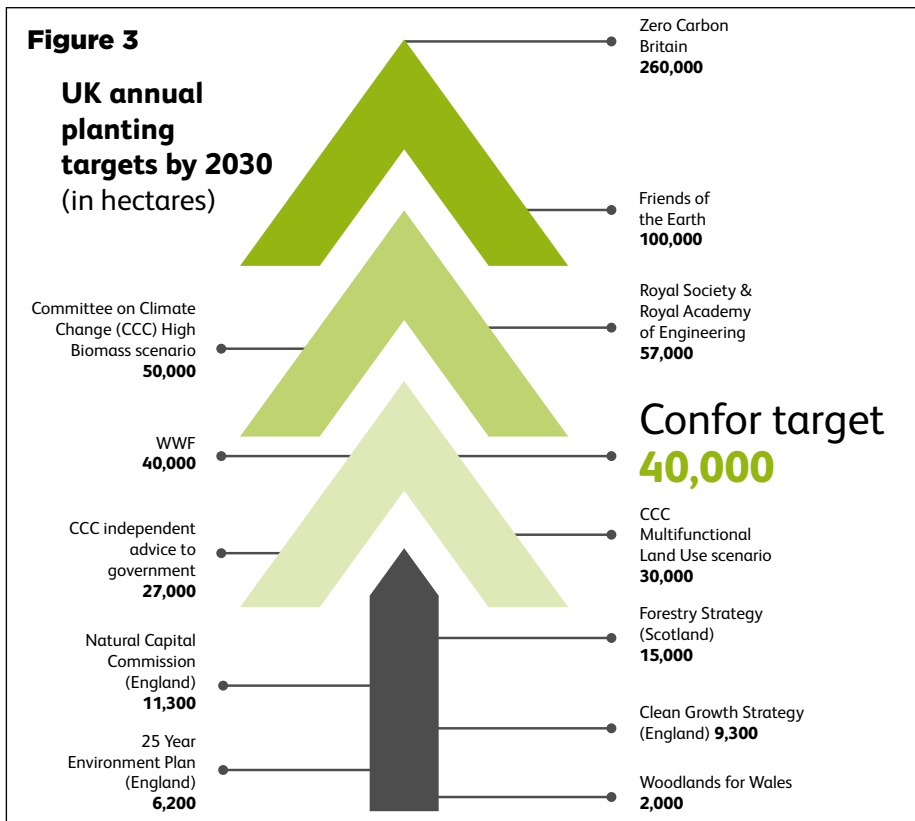 Figure 3
UK annual
planting
targets by 2030
(in hectares)
Zero Carbon
Britain
260,000
Friends of
the Earth
100,000
Committee on Climate
Change (CCC) High
Biomass scenario
50,000
Royal Society &
Royal Academy
of Engineering
57,000
WWF
40,000
Confor target
40,000
CCC independent
advice to
government
27,000
CCC
Multifunctional
Land Use scenario
30,000
Natural Capital
Commission
(England)
11,300
Forestry Strategy
(Scotland)
15,000
25 Year
Environment Plan
(England)
6,200
Clean Growth Strategy
(England) 9,300
Woodlands for Wales
2,000